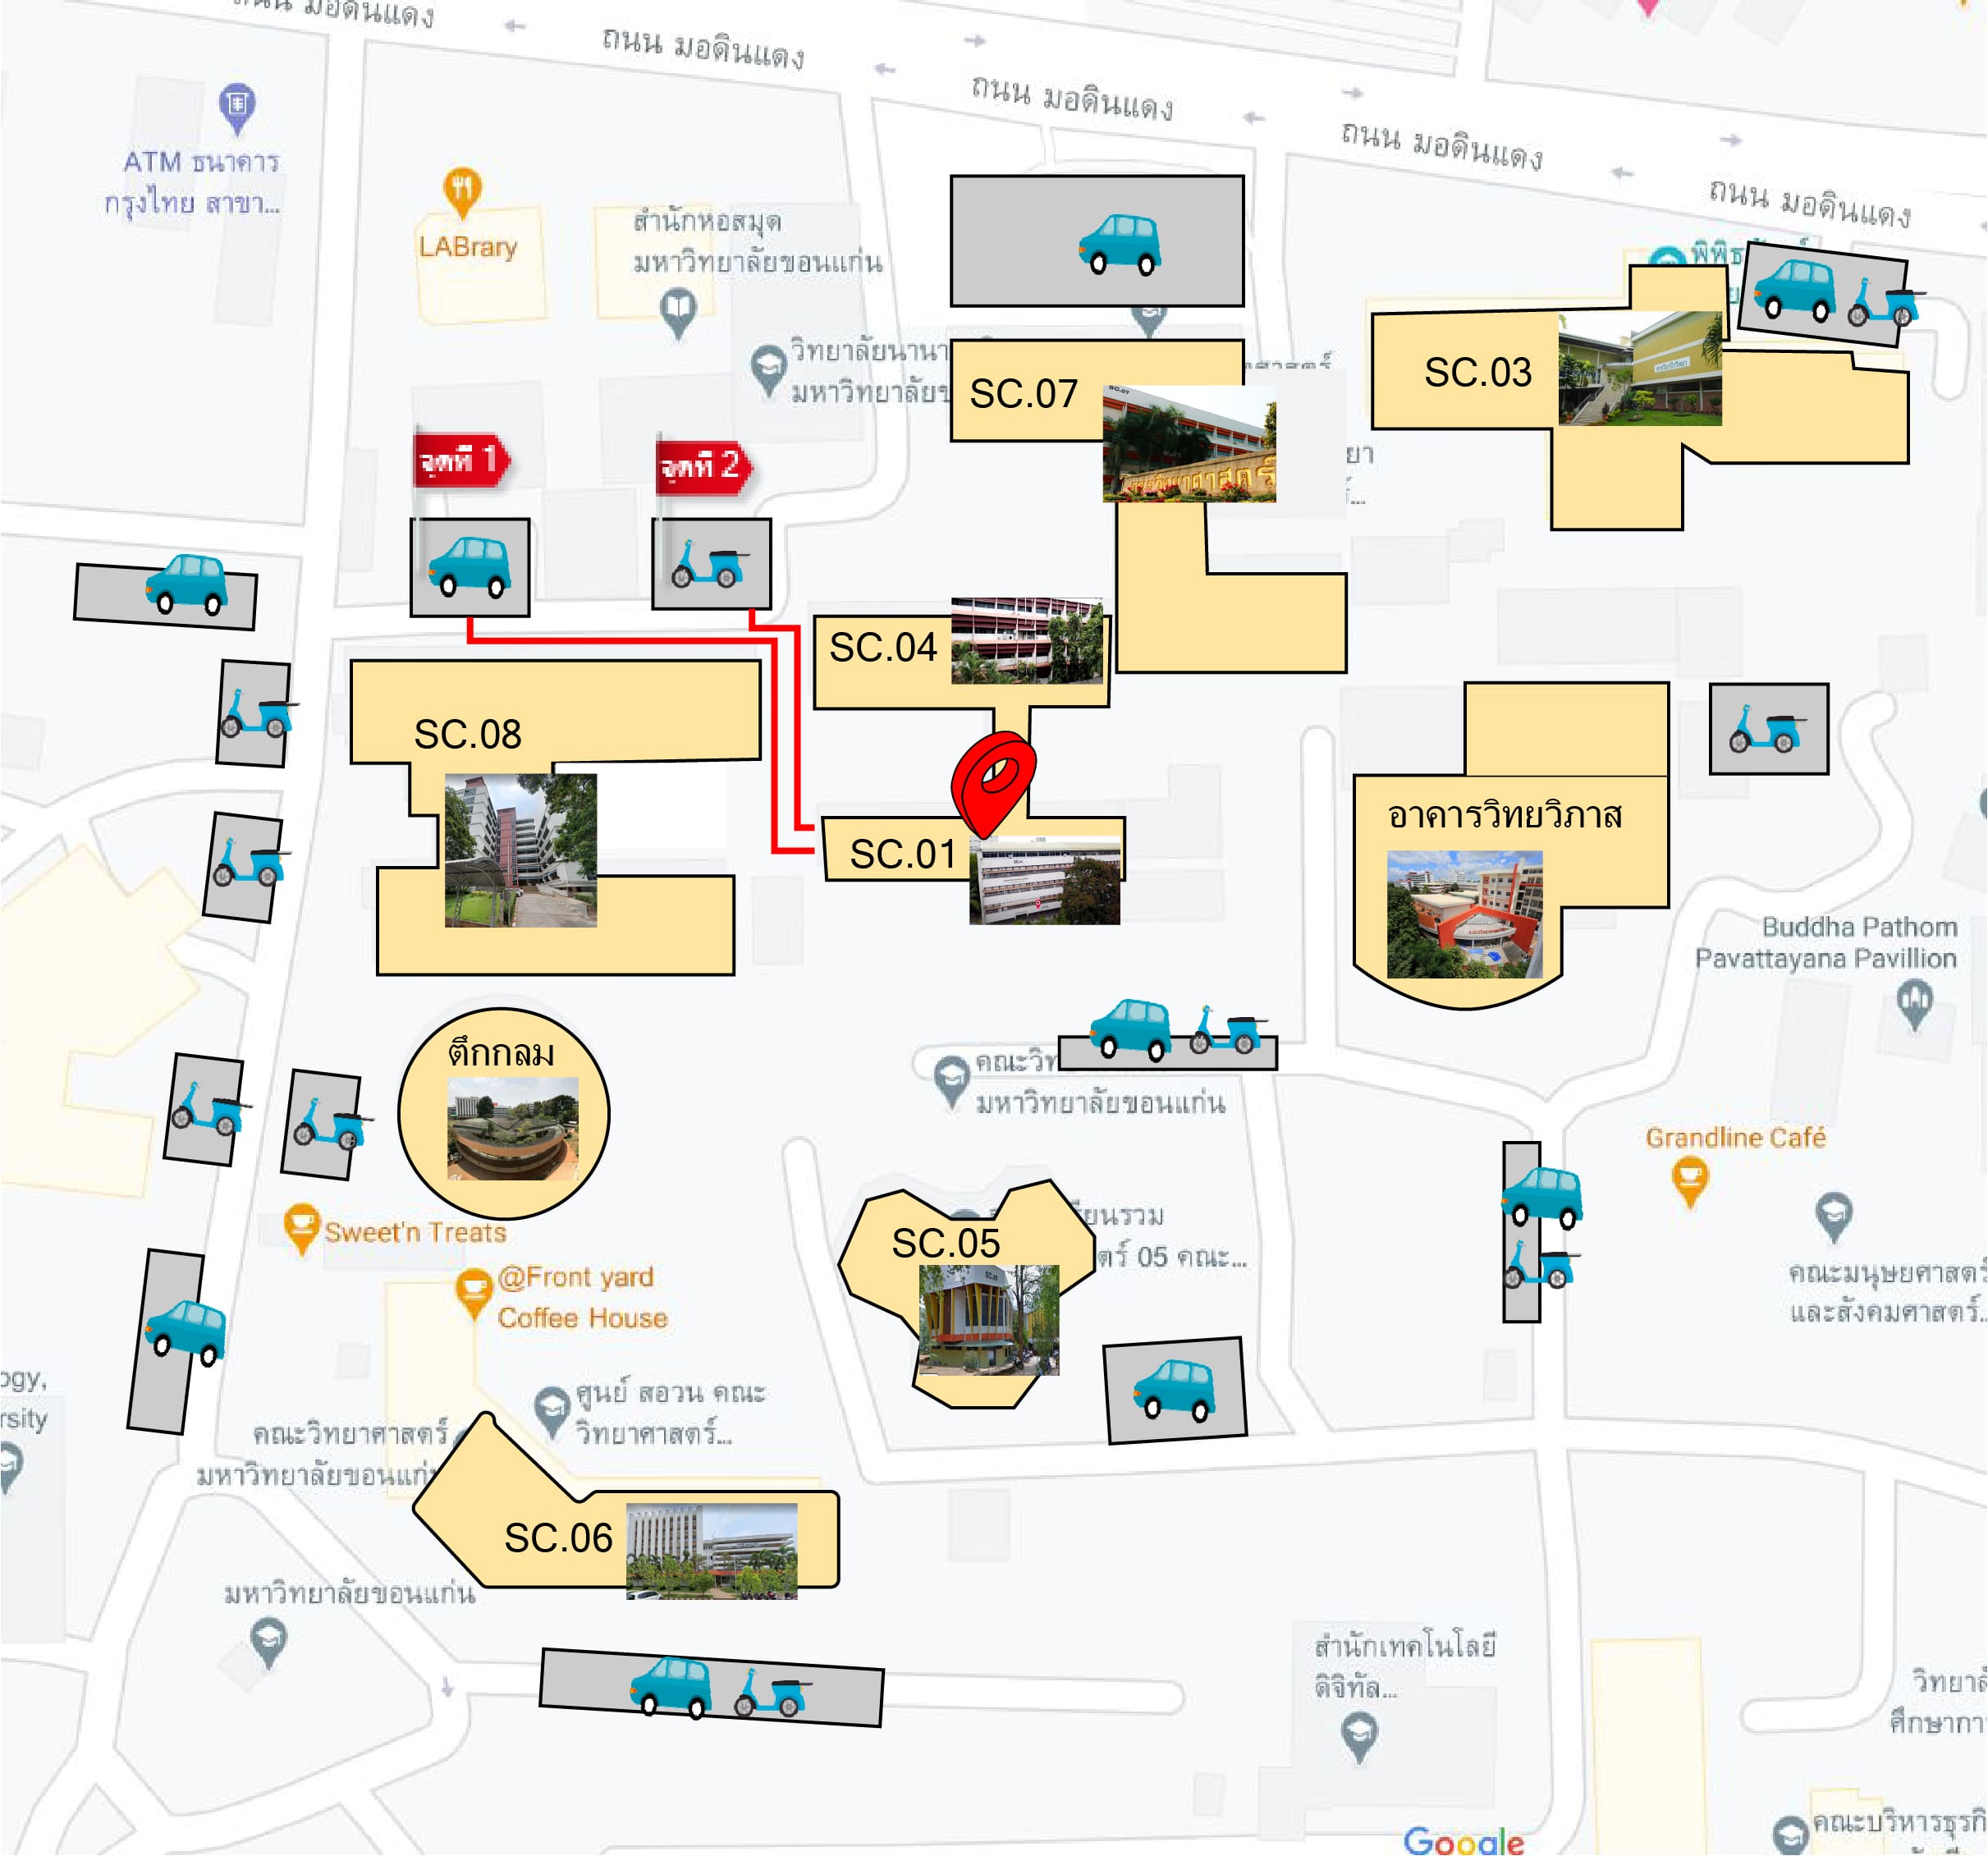 ถนน มอดินแดง
ถนน มอดินแดง
ถนน มอดินแดง
ถนน มอดินแดง
ถนน มอดินแดง
ATM ธนาคาร
กรุงไทย สาขา...
LABrary
สำนักหอสมุด
มหาวิทยาลัยขอนแก่น
พิพิธ
วิทยาลัยนานา
มหาวิทยาลัย
SC.07
SC.03
จุดที่ 1
จุดที่ 2
SC.04
SC.08
อาคารวิทยวิภาส
SC.01
Buddha Pathom
Pavattayana Pavillion
ตึกกลม
คณะวิท
มหาวิทยาลัยขอนแก่น
Grandline Café
Sweet'n Treats
SC.05
เรียนรวม
ตร์ 05 คณะ...
@Front yard
Coffee House
คณะมนุษยศาสตร์
และสังคมศาสตร์...
ogy,
rsity
ศูนย์ สอวน คณะ
วิทยาศาสตร์...
คณะวิทยาศาสตร์
มหาวิทยาลัยขอนแก่น
SC.06
มหาวิทยาลัยขอนแก่น
สำนักเทคโนโลยี
ดิจิทัล...
วิทยาลั
ศึกษากา
คณะบริหารธุรกิ
Google